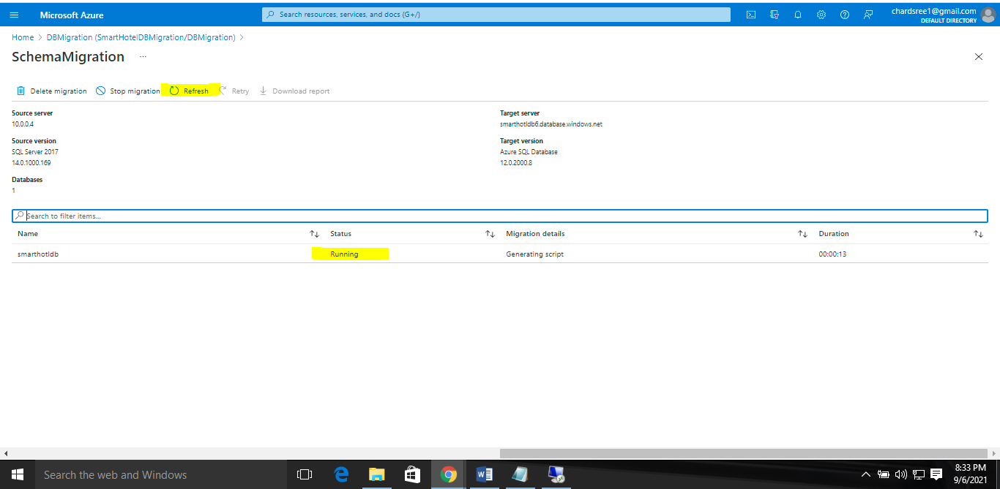 Microsoft Azure
Search resources, services, and docs (G+/)
chardsree1@gmail.com
DEFAULT DIRECTORY
Home > DBMigration (SmartHotelDBMigration/DBMigration) >
SchemaMigration ...
Delete migration Stop migration Refresh Retry Download report
Source server
10.0.0.4
Source version
SQL Server 2017
14.0.1000.169
Databases
1
Target server
smarthotldb6.database.windows.net
Target version
Azure SQL Database
12.0.2000.8
Search to filter items...
Name Status Migration details Duration
smarthotldb Running Generating script 00:00:13
Search the web and Windows
8:33 PM
9/6/2021